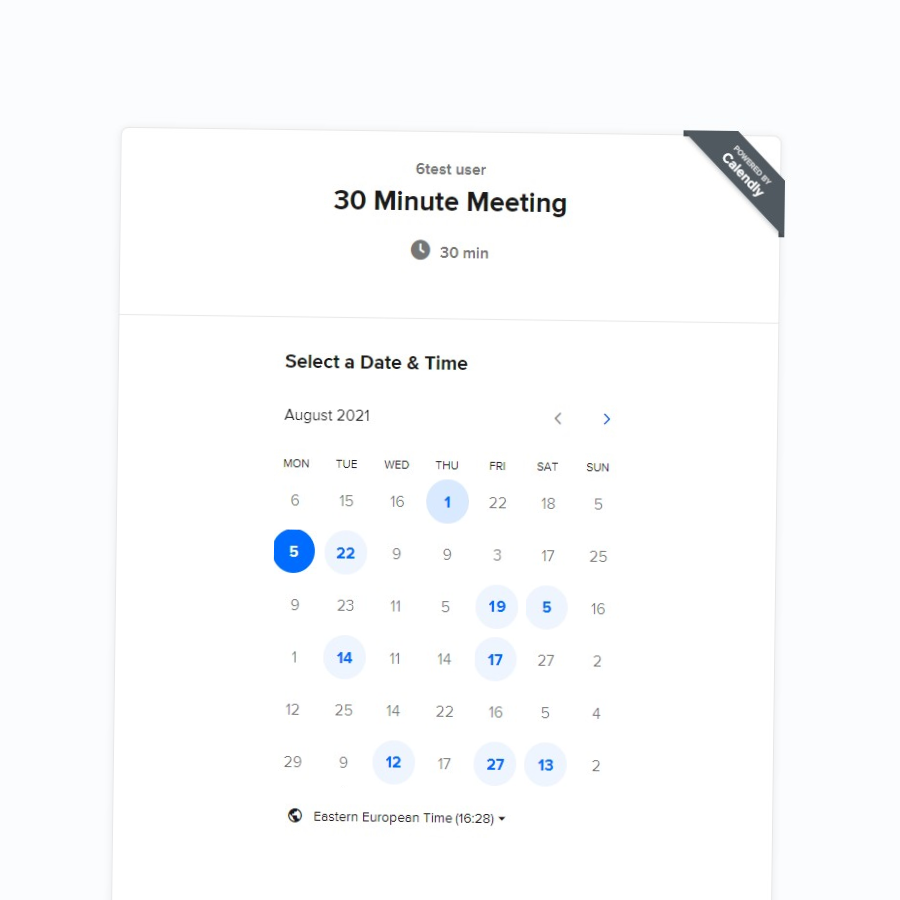 POWERED BY
Calendly
6test user
30 Minute Meeting
30 min
Select a Date & Time
August 2021
MON TUE WED THU FRI SAT SUN
6 15 16 1 22 18 5
5 22 9 9 3 17 25
9 23 11 5 19 5 16
1 14 11 14 17 27 2
12 25 14 22 16 5 4
29 9 12 17 27 13 2
Eastern European Time (16:28)